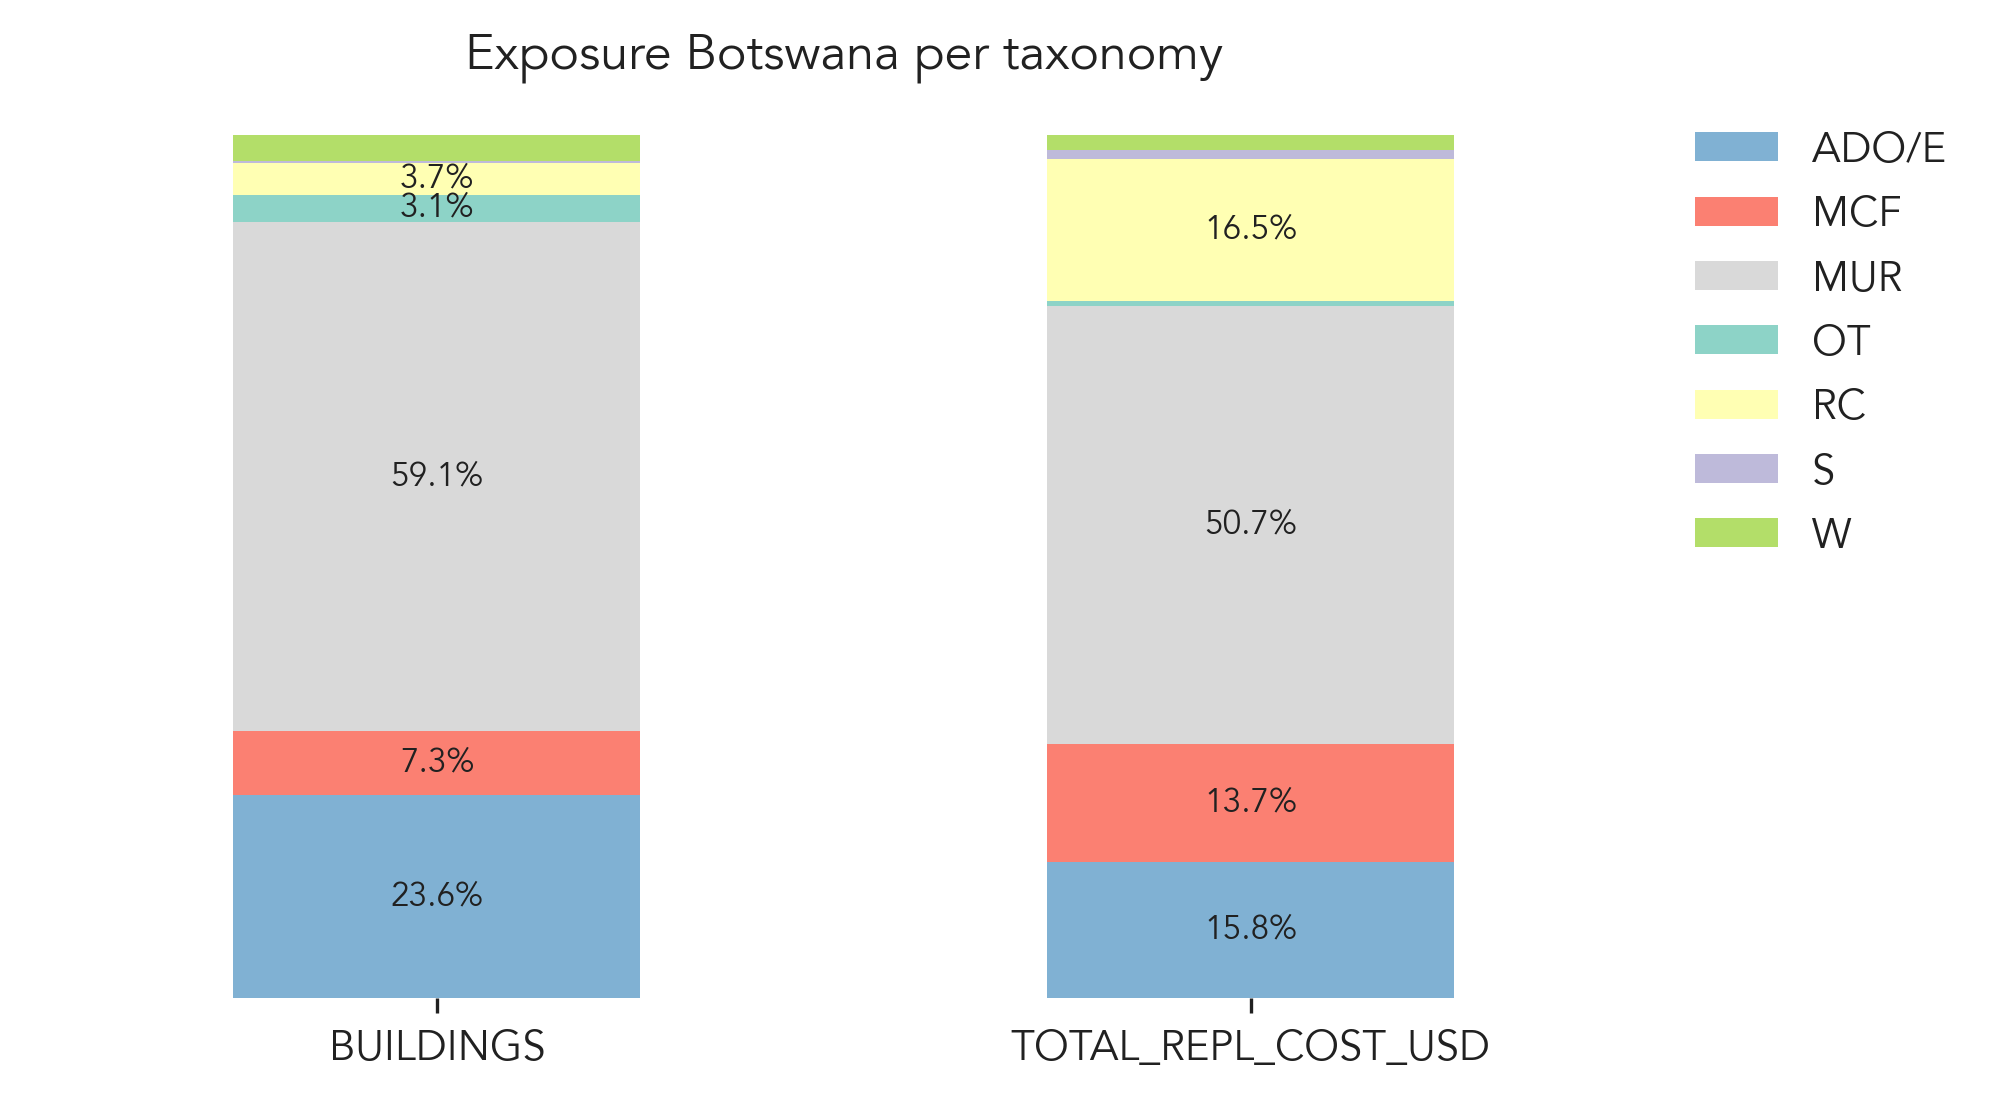 Exposure Botswana per taxonomy
3.7%
3.1%
59.1%
7.3%
23.6%
BUILDINGS
16.5%
50.7%
13.7%
15.8%
TOTAL_REPL_COST_USD
ADO/E
MCF
MUR
OT
RC
S
W